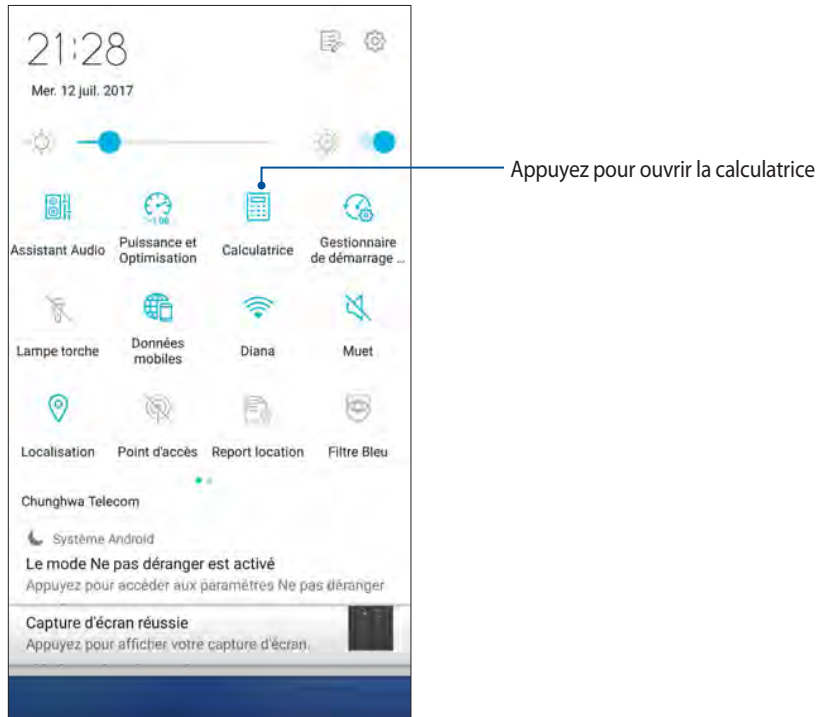 21:28
Mer. 12 juil. 2017
Appuyez pour ouvrir la calculatrice
Assistant Audio
Puissance et
Optimisation
Calculatrice
Gestionnaire
de démarrage ...
Lampe torche
Données
mobiles
Diana
Muet
Localisation
Point d'accès
Report location
Filtre Bleu
Chunghwa Telecom
Système Android
Le mode Ne pas déranger est activé
Appuyez pour accéder aux paramètres Ne pas déranger
Capture d'écran réussie
Appuyez pour afficher votre capture d'écran.